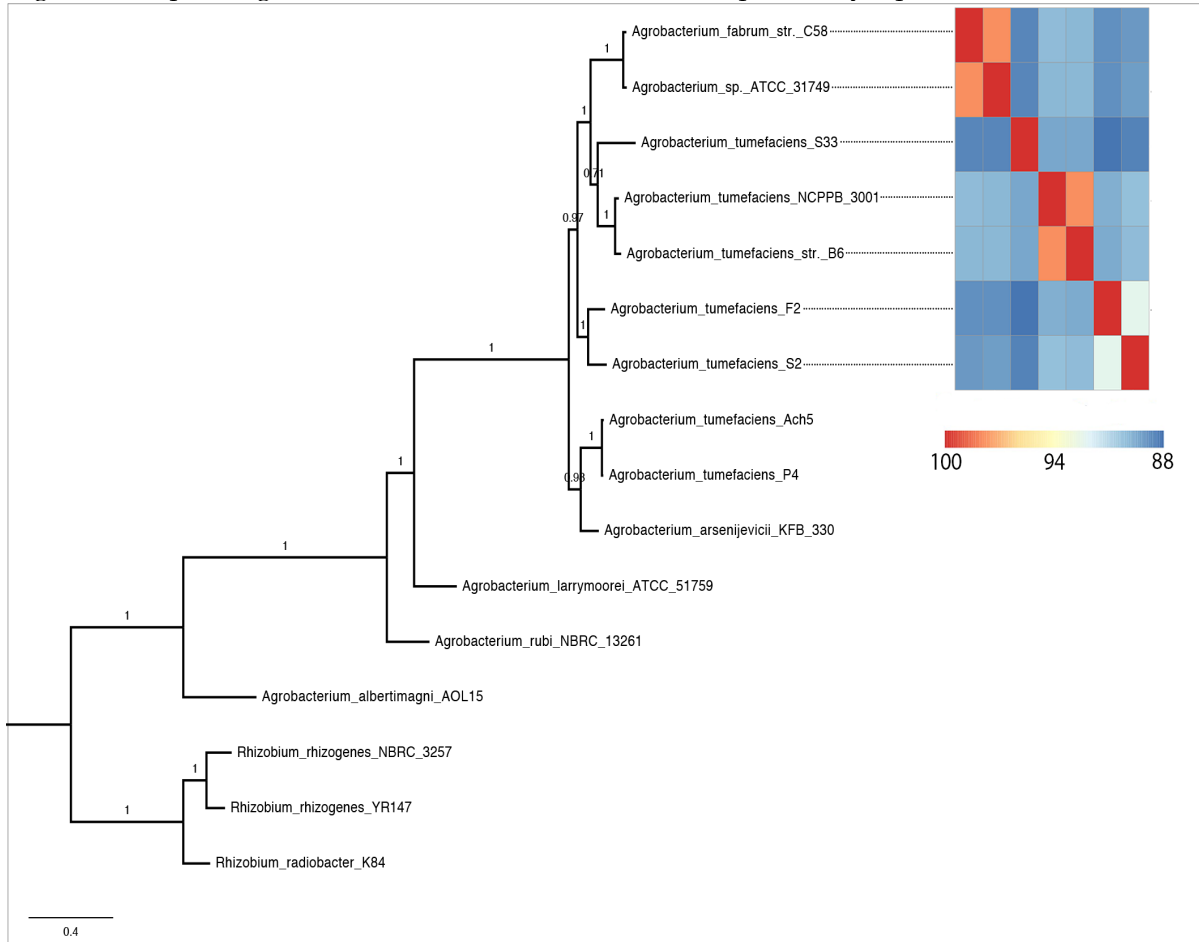 Agrobacterium_fabrum_str._C58
1
Agrobacterium_sp._ATCC_31749
1
Agrobacterium_tumefaciens_S33
0.71
Agrobacterium_tumefaciens_NCPPB_3001
1
0.97
Agrobacterium_tumefaciens_str._B6
Agrobacterium_tumefaciens_F2
1
1
Agrobacterium_tumefaciens_S2
Agrobacterium_tumefaciens_Ach5
1
100 94 88
1
Agrobacterium_tumefaciens_P4
0.93
Agrobacterium_arsenijevicii_KFB_330
1
Agrobacterium_larrymoorei_ATCC_51759
1
Agrobacterium_rubi_NBRC_13261
Agrobacterium_albertimagni_AOL15
Rhizobium_rhizogenes_NBRC_3257
1
Rhizobium_rhizogenes_YR147
1
Rhizobium_radiobacter_K84
0.4